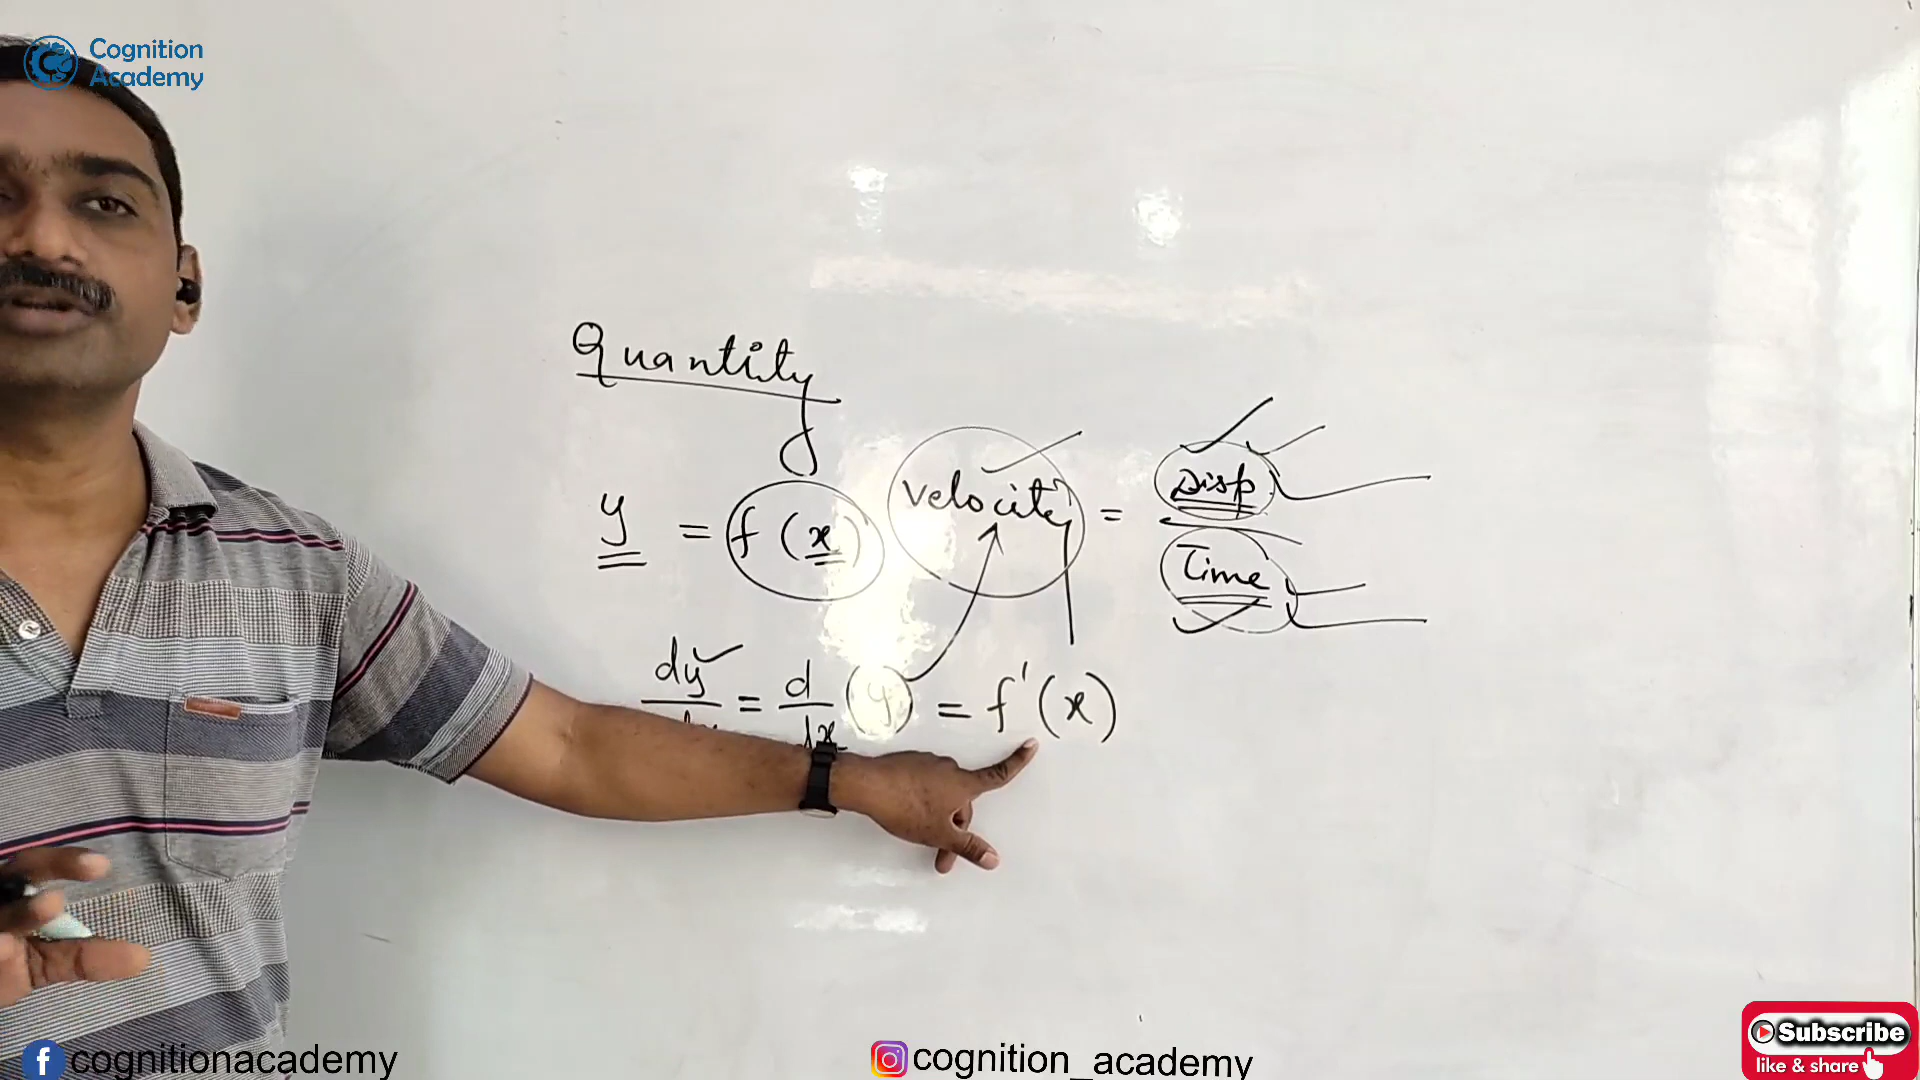 Cognition
Academy
Quantity
y = f(x)
velocity = Disp / Time
dy/dx = d/dx (y) = f'(x)
cognitionacademy
cognition_academy
Subscribe
like & share